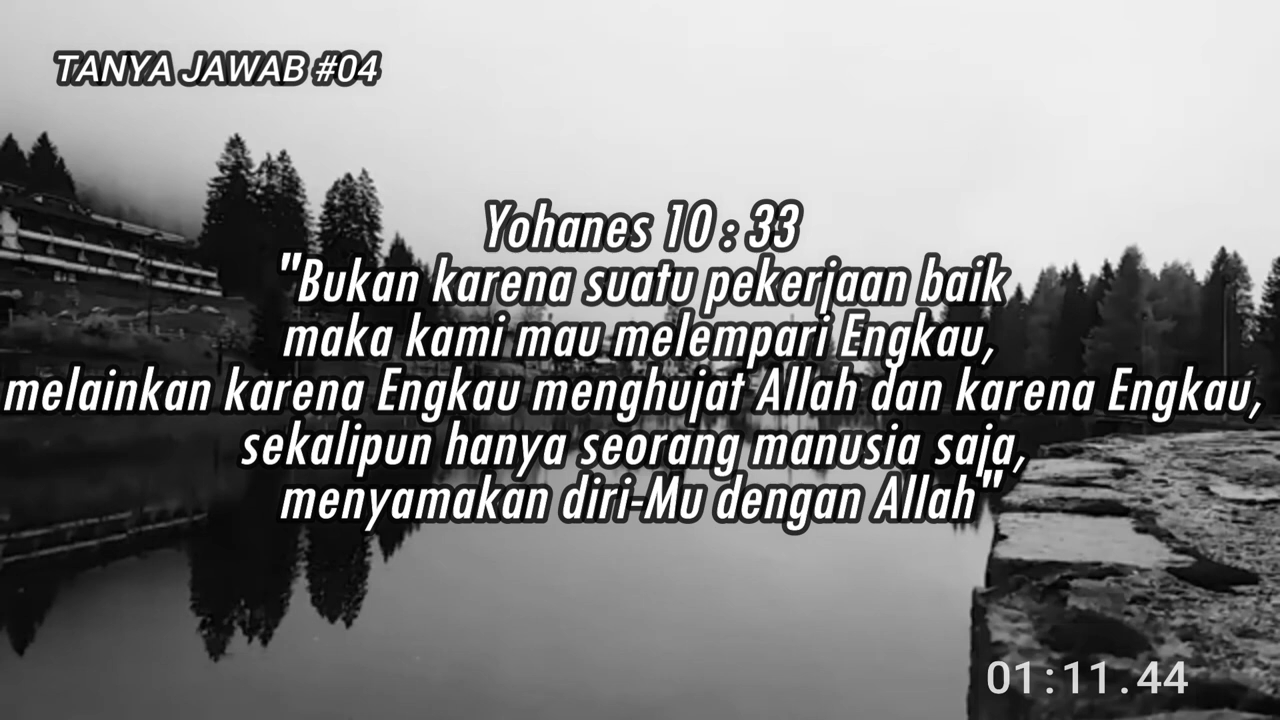 TANYA JAWAB #04
Yohanes 10 : 33
"Bukan karena suatu pekerjaan baik
maka kami mau melempari Engkau,
melainkan karena Engkau menghujat Allah dan karena Engkau,
sekalipun hanya seorang manusia saja,
menyamakan diri-Mu dengan Allah"
01:11.44